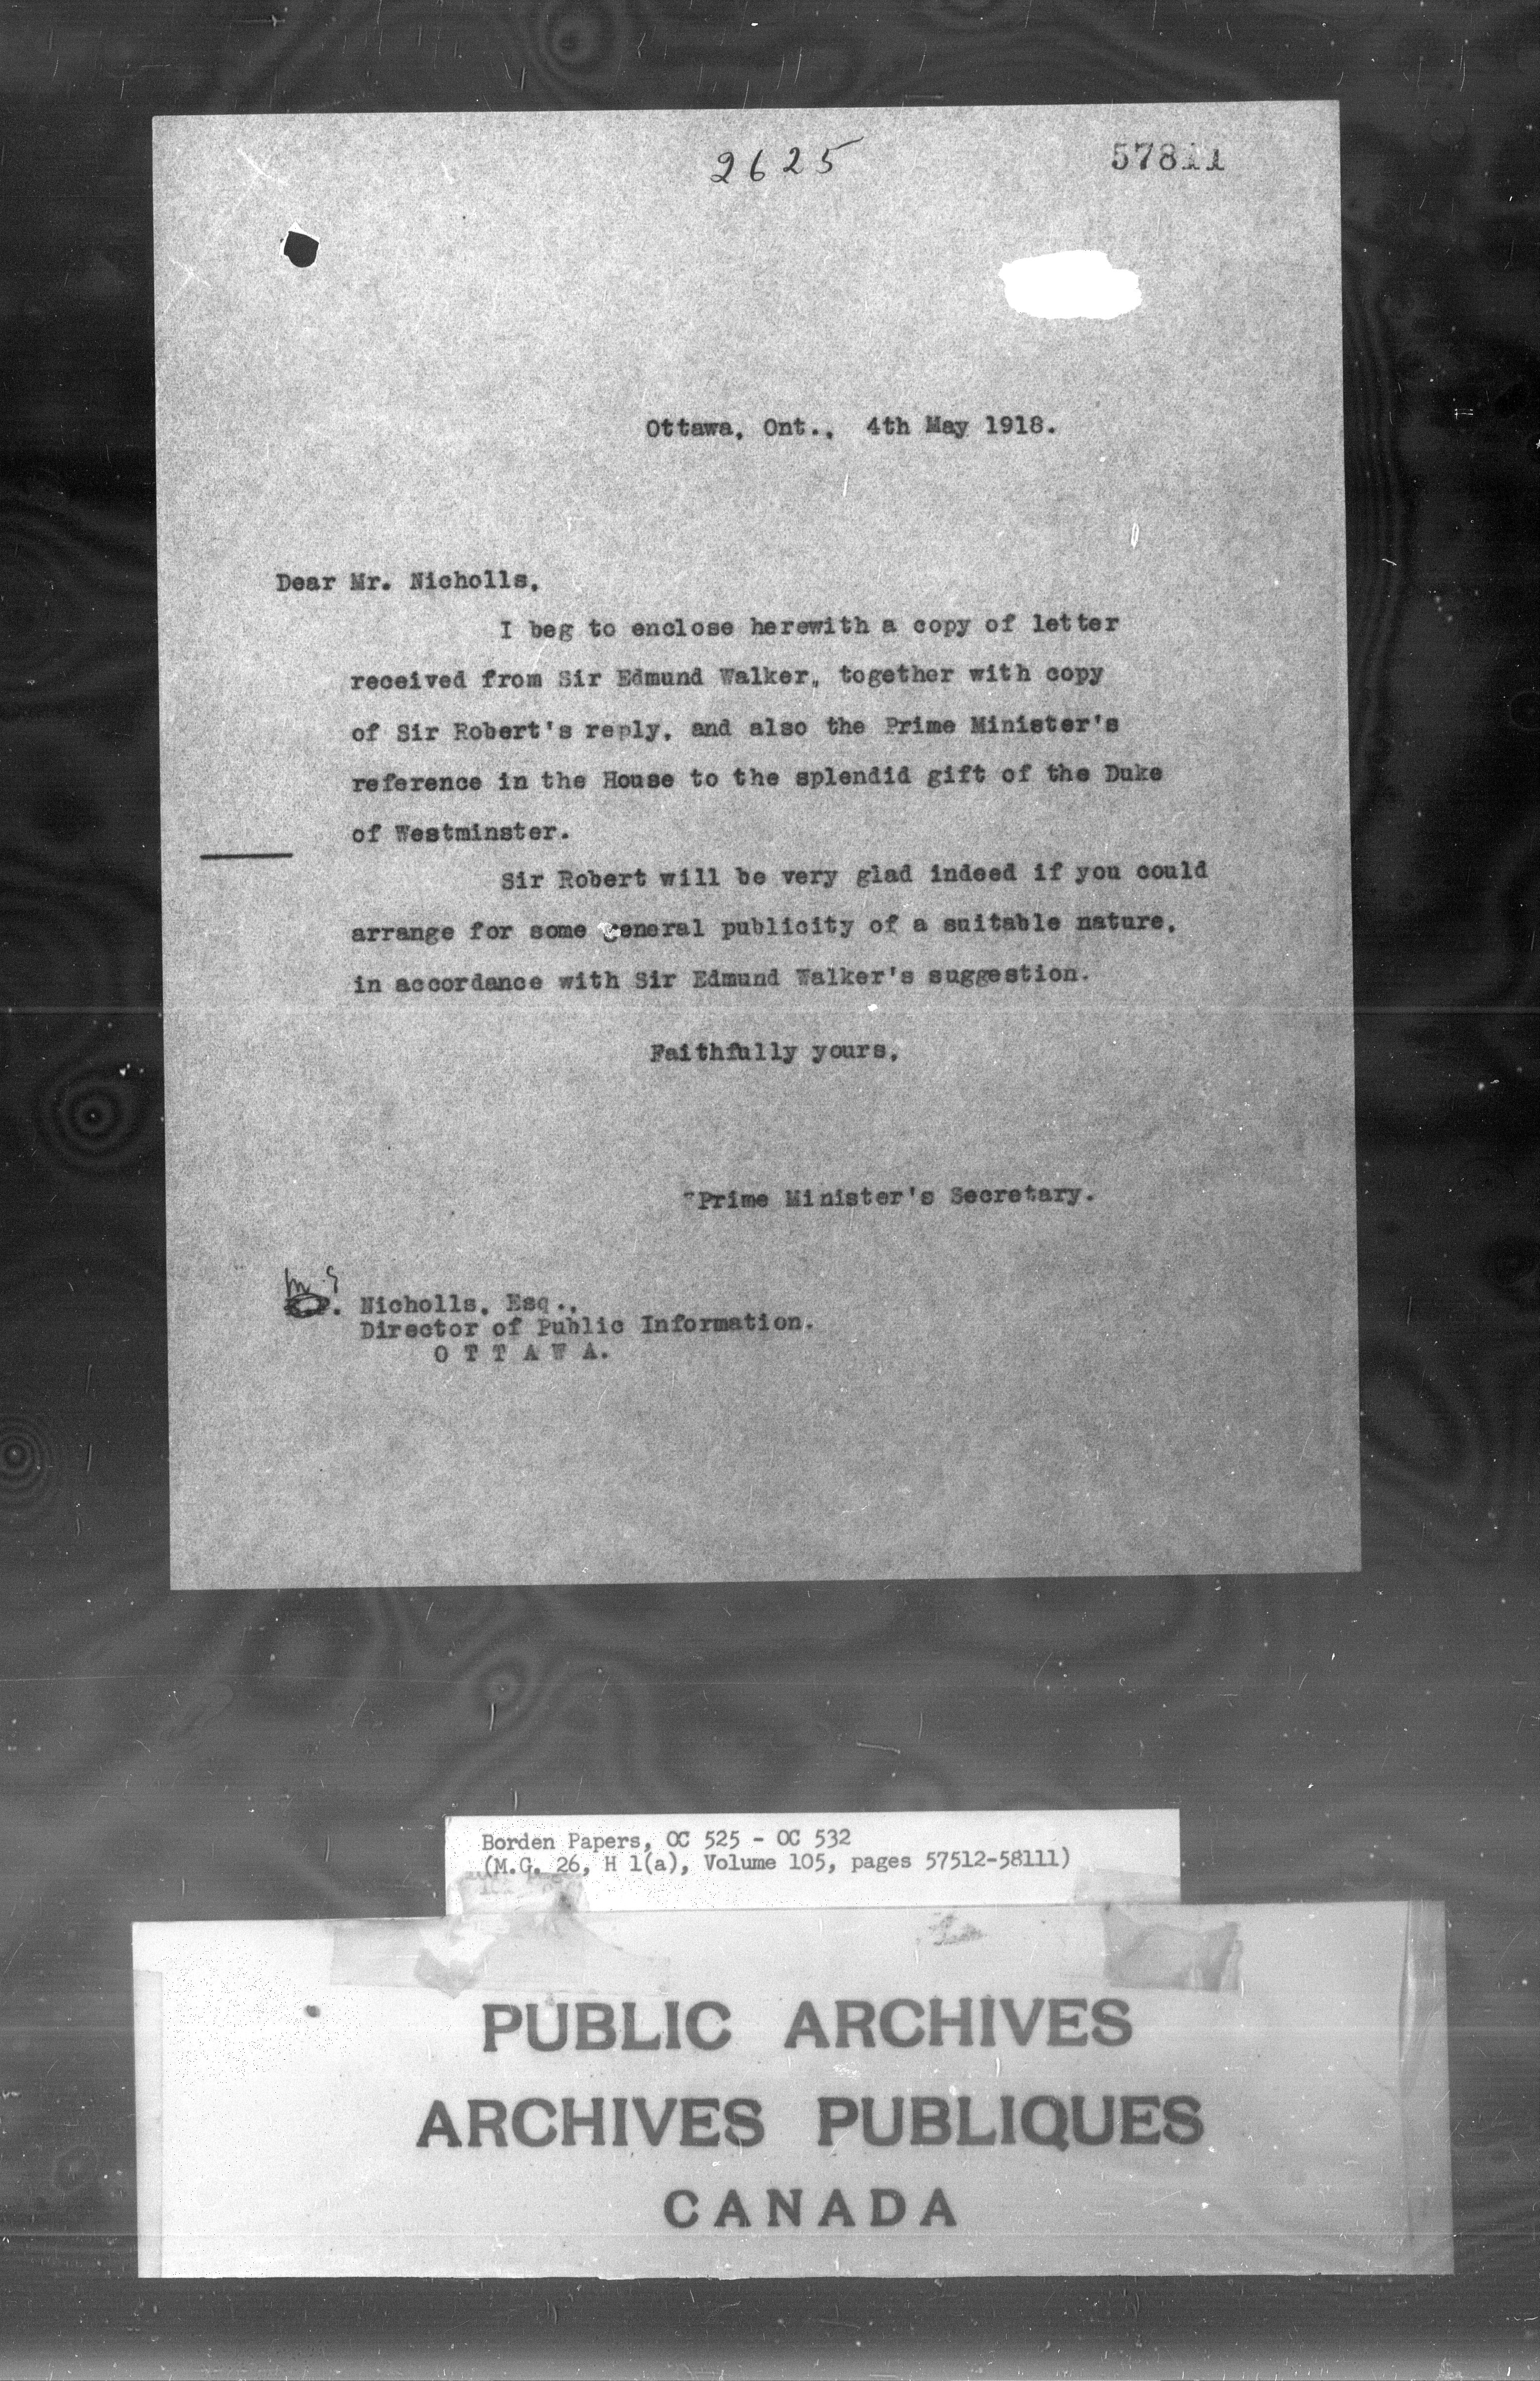 2625
57811
Ottawa, Ont., 4th May 1918.
Dear Mr. Nicholls,
I beg to enclose herewith a copy of letter
received from Sir Edmund Walker, together with copy
of Sir Robert's reply, and also the Prime Minister's
reference in the House to the splendid gift of the Duke
of Westminster.
Sir Robert will be very glad indeed if you could
arrange for some general publicity of a suitable nature,
in accordance with Sir Edmund Walker's suggestion.
Faithfully yours,
Prime Minister's Secretary.
Nicholls, Esq.,
Director of Public Information.
O T T A W A.
Borden Papers, OC 525 - OC 532
(M.G. 26, H 1(a), Volume 105, pages 57512-58111)
PUBLIC ARCHIVES
ARCHIVES PUBLIQUES
CANADA